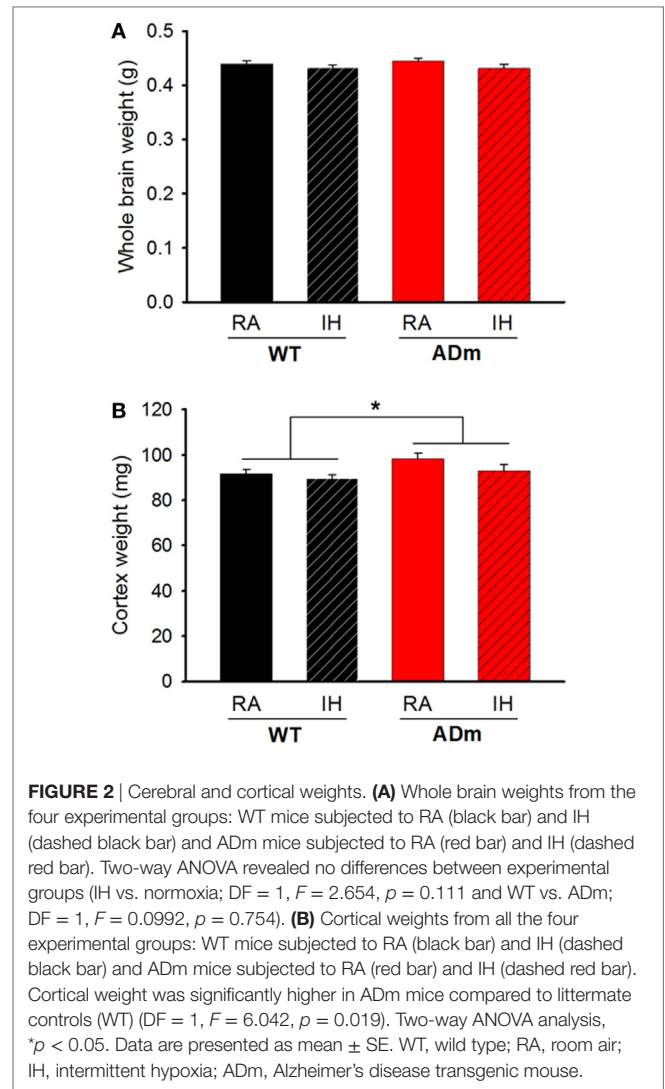 A
Whole brain weight (g)
0.5
0.4
0.3
0.2
0.1
0.0
RA IH RA IH
WT ADm
B
Cortex weight (mg)
120
100
80
60
40
20
0
*
RA IH RA IH
WT ADm
FIGURE 2 | Cerebral and cortical weights. (A) Whole brain weights from the
four experimental groups: WT mice subjected to RA (black bar) and IH
(dashed black bar) and ADm mice subjected to RA (red bar) and IH (dashed
red bar). Two-way ANOVA revealed no differences between experimental
groups (IH vs. normoxia; DF = 1, F = 2.654, p = 0.111 and WT vs. ADm;
DF = 1, F = 0.0992, p = 0.754). (B) Cortical weights from all the four
experimental groups: WT mice subjected to RA (black bar) and IH (dashed
black bar) and ADm mice subjected to RA (red bar) and IH (dashed red bar).
Cortical weight was significantly higher in ADm mice compared to littermate
controls (WT) (DF = 1, F = 6.042, p = 0.019). Two-way ANOVA analysis,
*p < 0.05. Data are presented as mean ± SE. WT, wild type; RA, room air;
IH, intermittent hypoxia; ADm, Alzheimer's disease transgenic mouse.